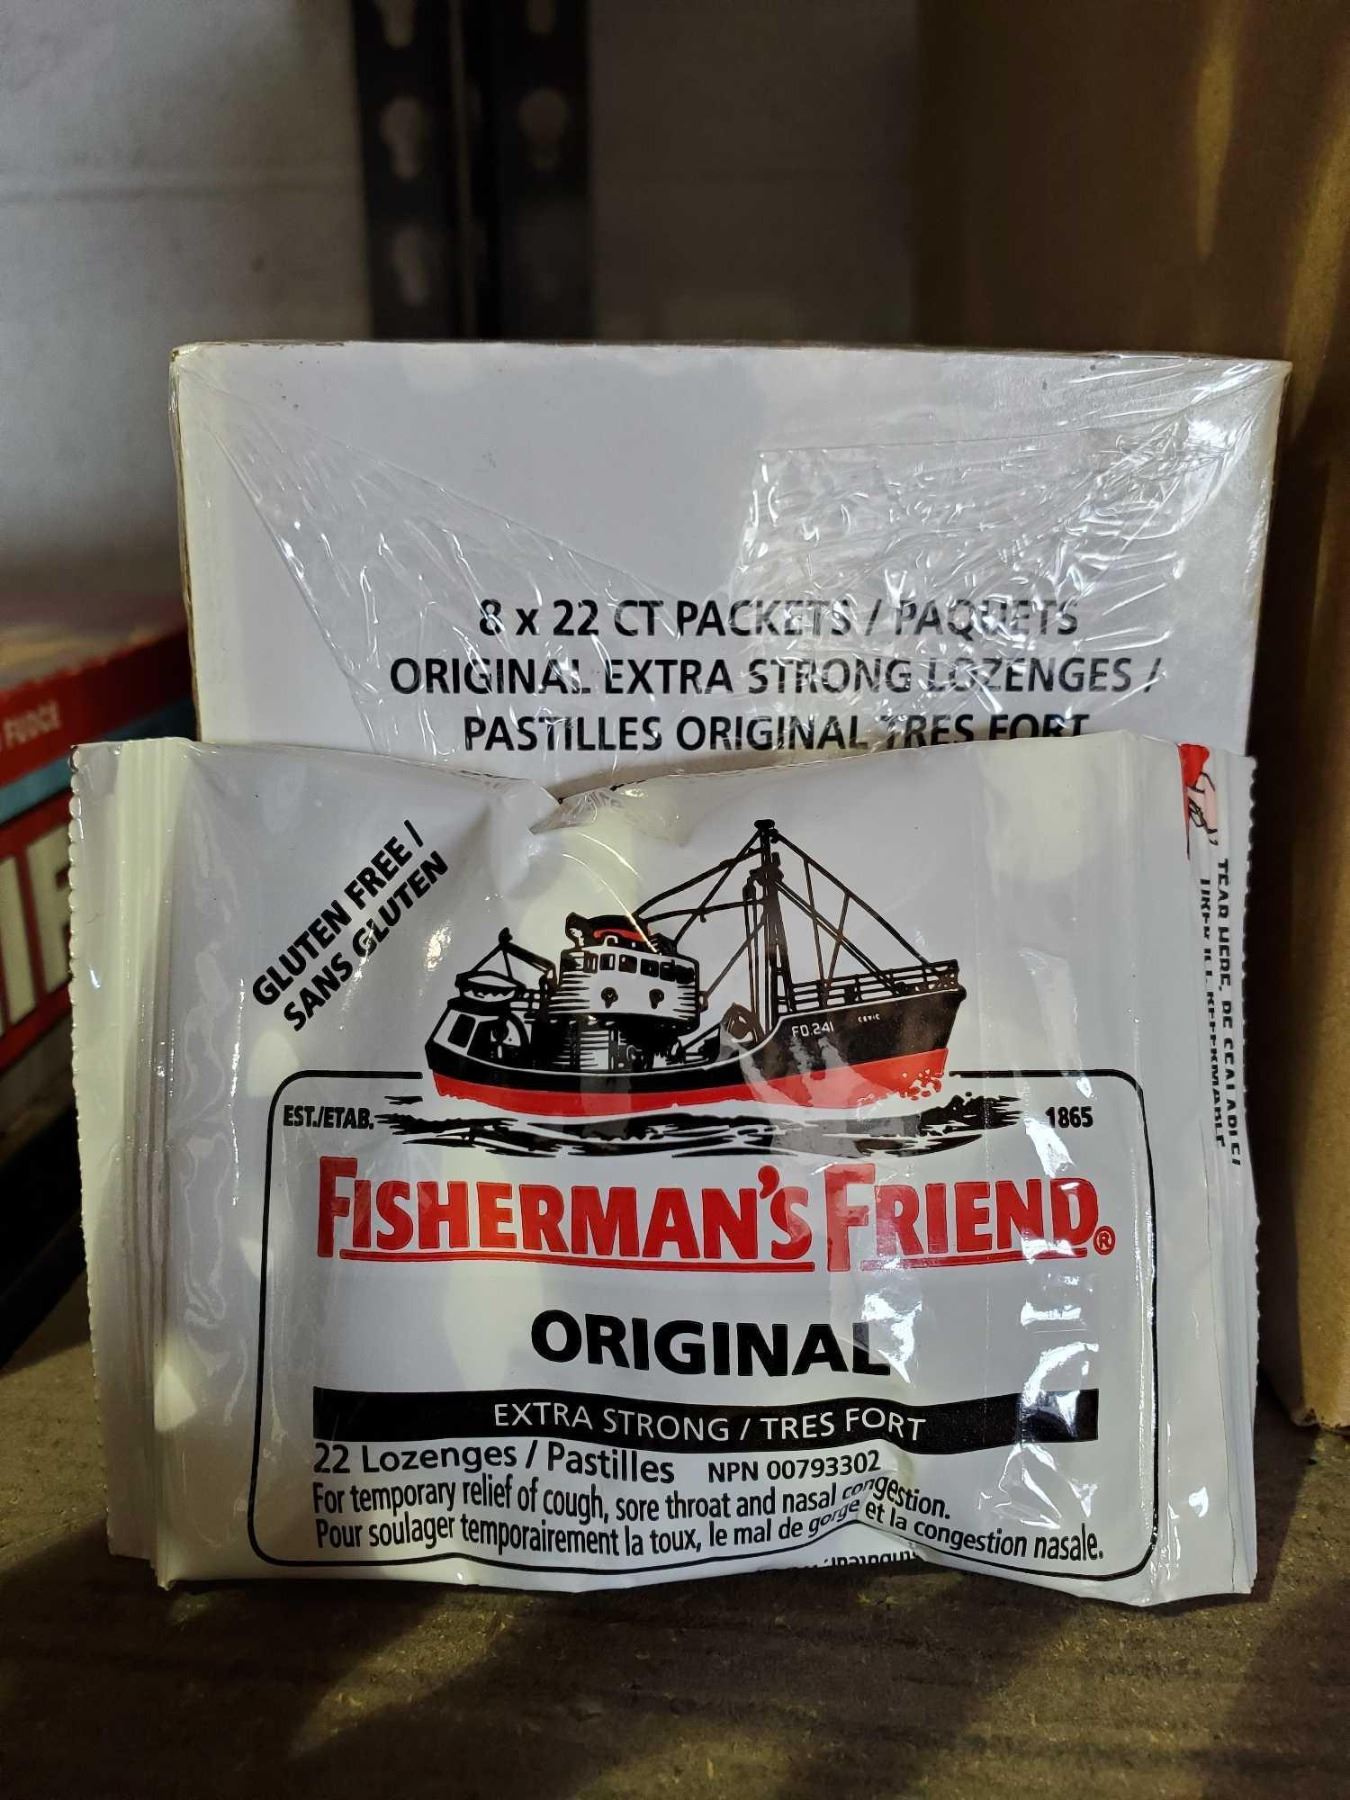 8 x 22 CT PACKETS / PAQUETS
ORIGINAL EXTRA STRONG LOZENGES /
PASTILLES ORIGINAL TRES FORT
FUDGE
GLUTEN FREE /
SANS GLUTEN
TEAR HERE,
FD.241
EST./ETAB.
1865
FISHERMAN'S FRIEND®
ORIGINAL
EXTRA STRONG / TRES FORT
22 Lozenges / Pastilles NPN 00793302
For temporary relief of cough, sore throat and nasal congestion.
Pour soulager temporairement la toux, le mal de gorge et la congestion nasale.